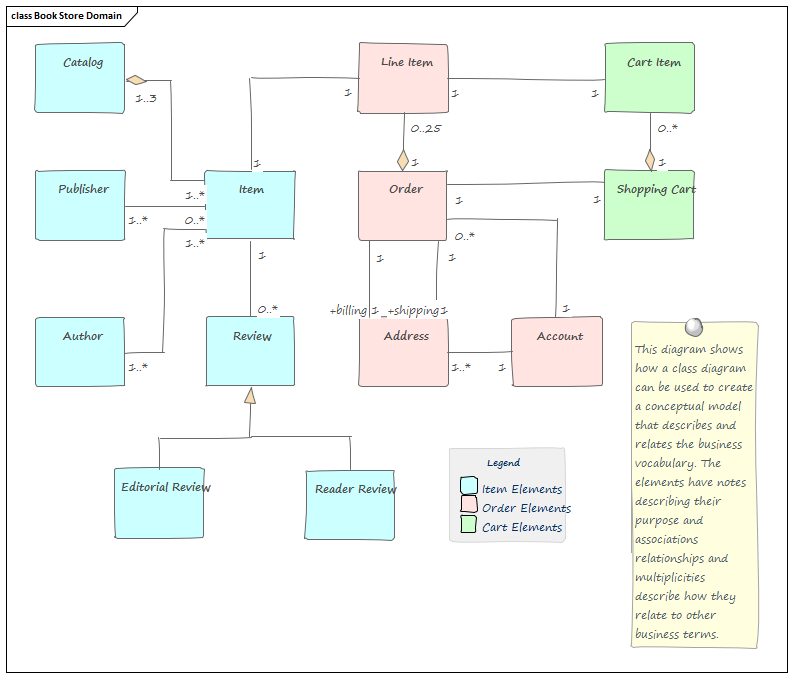 class Book Store Domain
Catalog
Line Item
Cart Item
1..3
1
1
1
0..25
0..*
1
1
1
Publisher
Item
Order
Shopping Cart
1..*
1..*
0..*
1..*
1
1
0..*
1
1
1
0..*
1
+billing 1
+shipping 1
Author
Review
Address
Account
1..*
1..*
1
This diagram shows
how a class diagram
can be used to create
a conceptual model
that describes and
relates the business
vocabulary. The
elements have notes
describing their
purpose and
associations
relationships and
multiplicities
describe how they
relate to other
business terms.
Editorial Review
Reader Review
Legend
Item Elements
Order Elements
Cart Elements